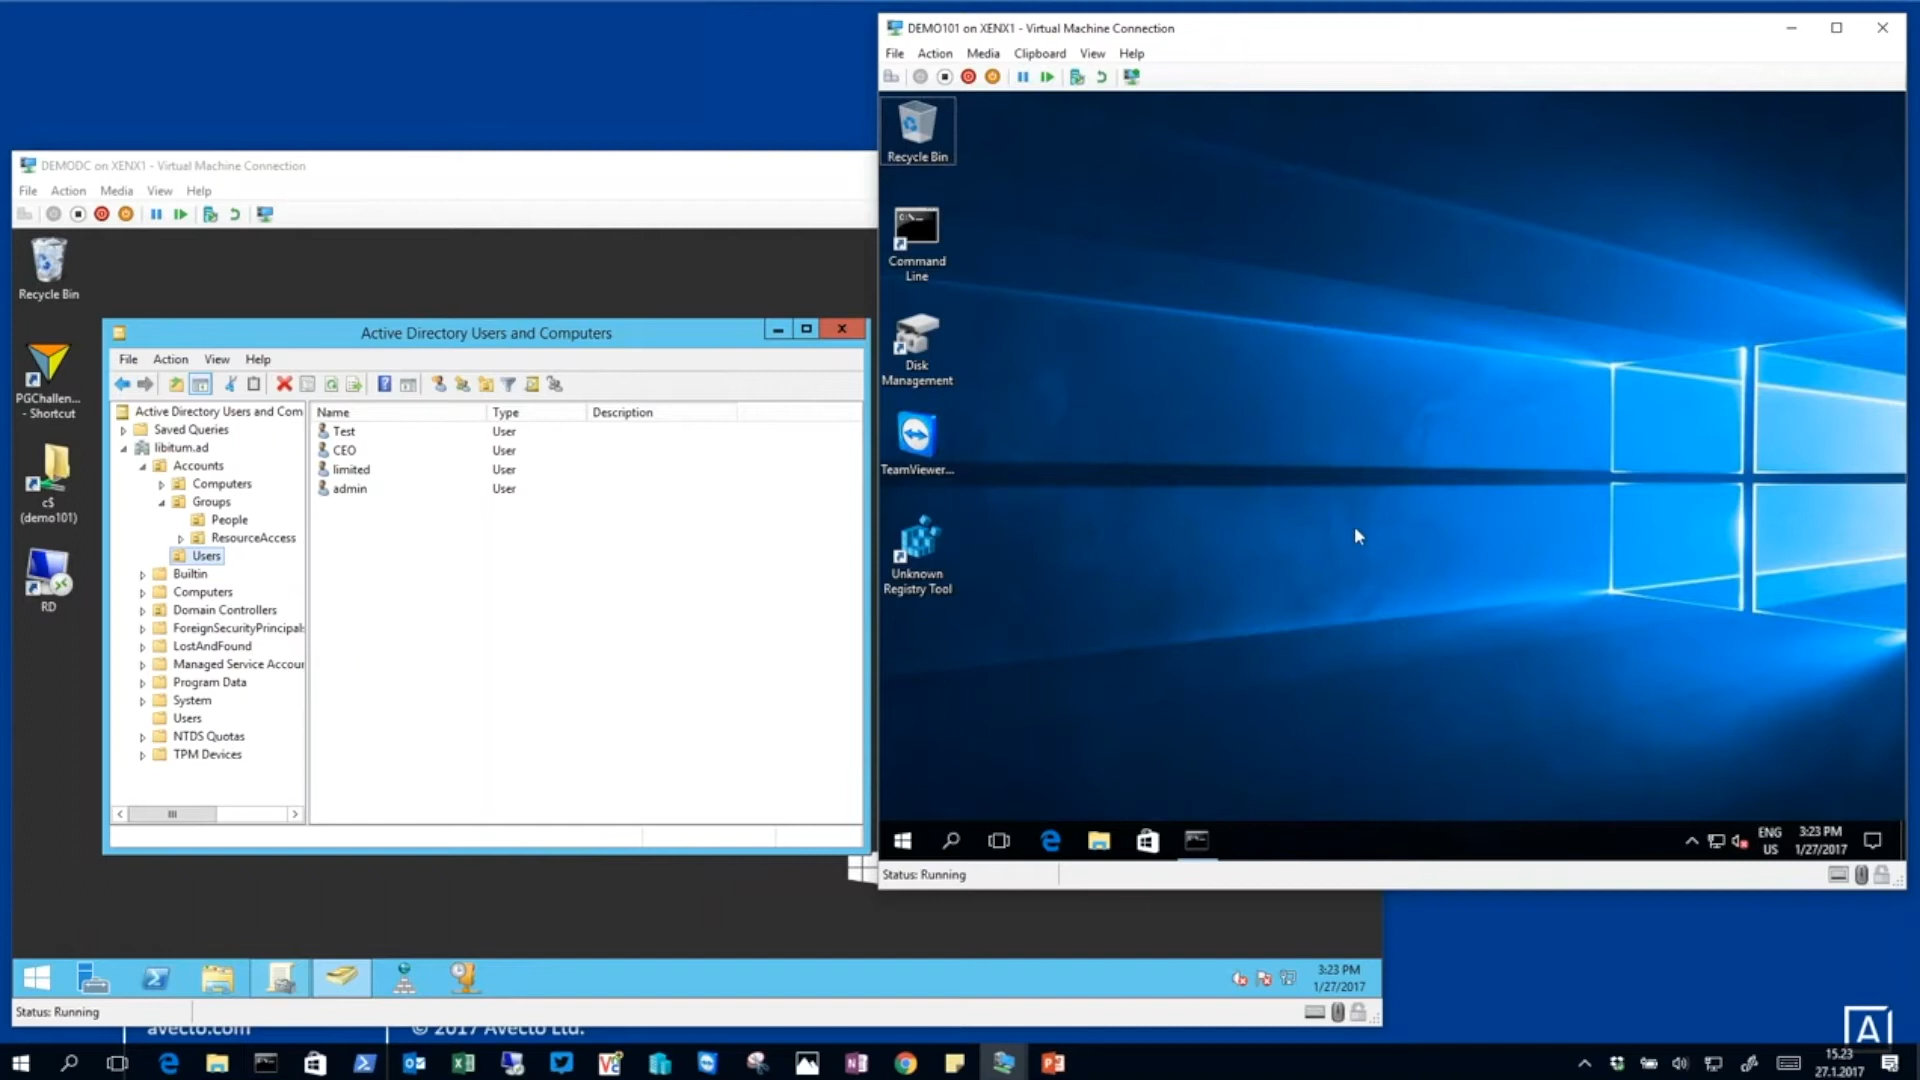 DEMO101 on XENX1 - Virtual Machine Connection
File Action Media Clipboard View Help
Recycle Bin
Command
Line
Disk
Management
TeamViewer...
Unknown
Registry Tool
ENG
US
3:23 PM
1/27/2017
Status: Running
DEMODC on XENX1 - Virtual Machine Connection
File Action Media View Help
Recycle Bin
PGChallen...
- Shortcut
c$
(demo101)
RD
Active Directory Users and Computers
File Action View Help
Active Directory Users and Com
Saved Queries
libitum.ad
Accounts
Computers
Groups
People
ResourceAccess
Users
Builtin
Computers
Domain Controllers
ForeignSecurityPrincipals
LostAndFound
Managed Service Accour
Program Data
System
Users
NTDS Quotas
TPM Devices
Name Type Description
Test User
CEO User
limited User
admin User
3:23 PM
1/27/2017
Status: Running
avecto.com
© 2017 Avecto Ltd.
A
15.23
27.1.2017